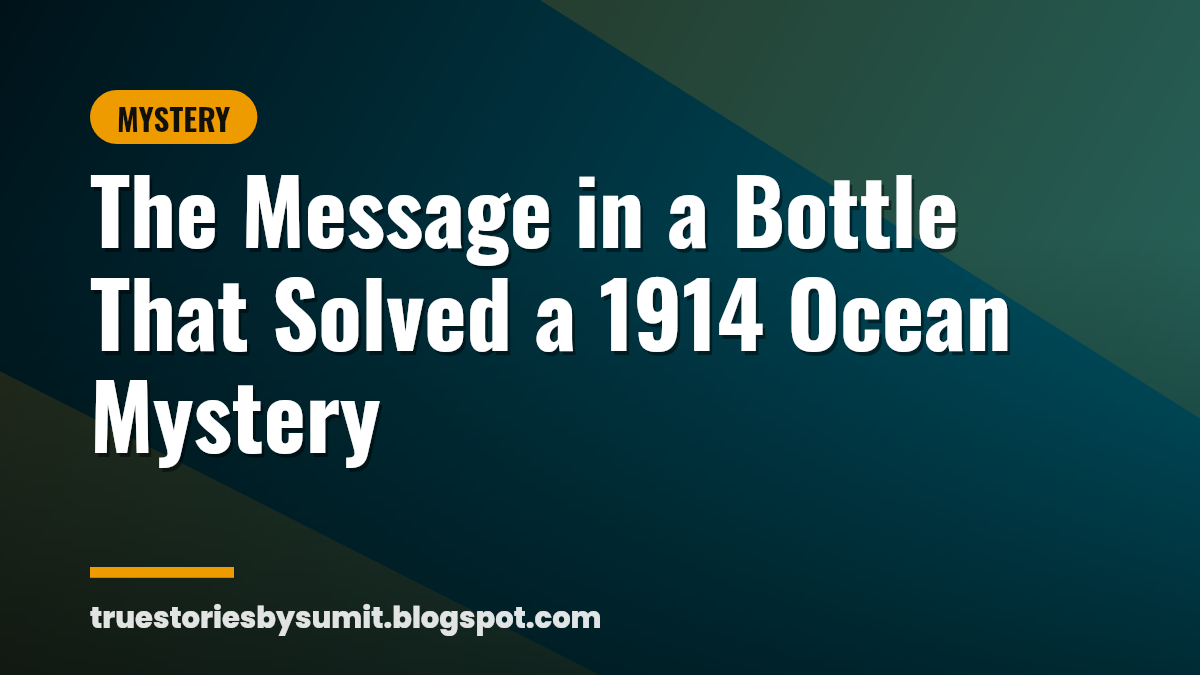 MYSTERY
The Message in a Bottle
That Solved a 1914 Ocean
Mystery
truestoriesbysumit.blogspot.com